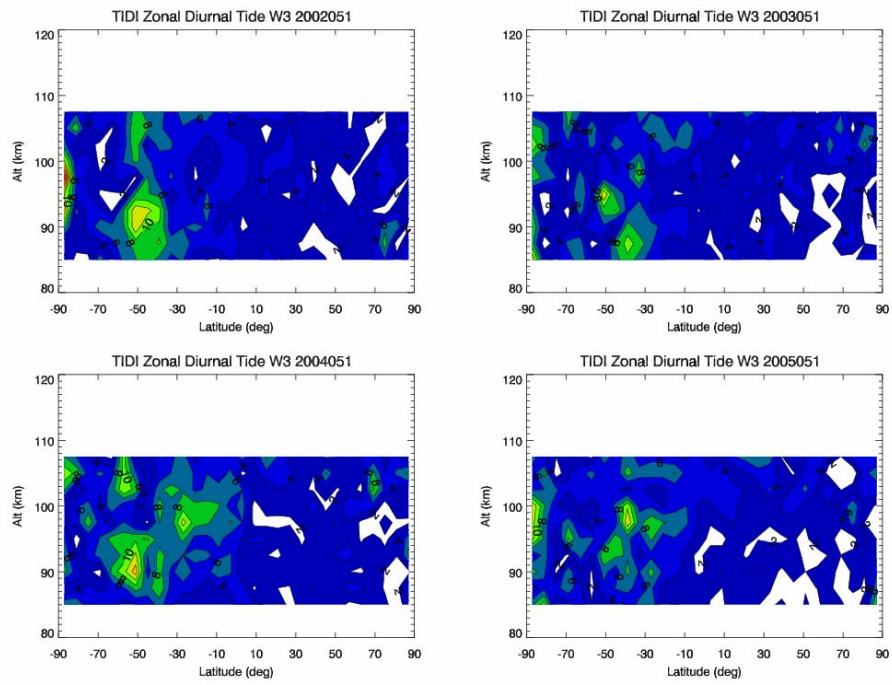 TIDI Zonal Diurnal Tide W3 2002051
120
110
100
90
80
Alt (km)
-90 -70 -50 -30 -10 10 30 50 70 90
Latitude (deg)
TIDI Zonal Diurnal Tide W3 2003051
120
110
100
90
80
Alt (km)
-90 -70 -50 -30 -10 10 30 50 70 90
Latitude (deg)
TIDI Zonal Diurnal Tide W3 2004051
120
110
100
90
80
Alt (km)
-90 -70 -50 -30 -10 10 30 50 70 90
Latitude (deg)
TIDI Zonal Diurnal Tide W3 2005051
120
110
100
90
80
Alt (km)
-90 -70 -50 -30 -10 10 30 50 70 90
Latitude (deg)